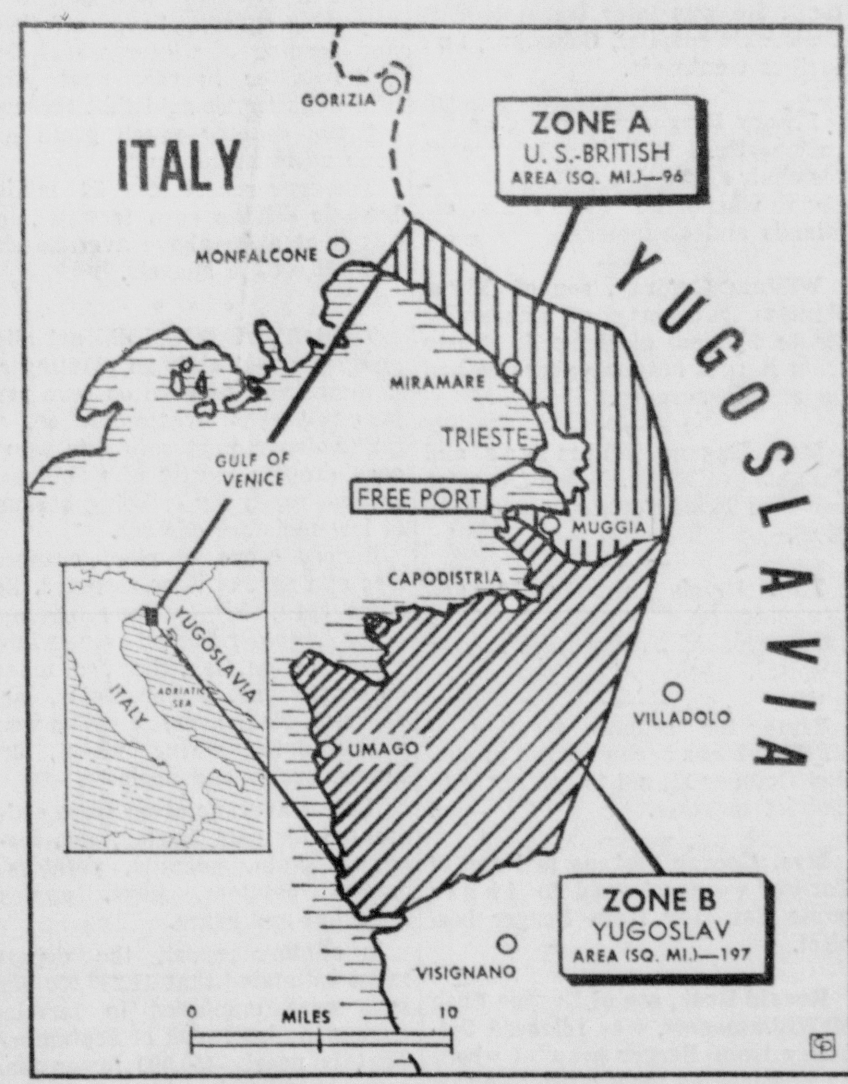 GORIZIA
ITALY
ZONE A
U. S.-BRITISH
AREA (SQ. MI.)—96
MONFALCONE
YUGOSLAVIA
MIRAMARE
TRIESTE
GULF OF
VENICE
FREE PORT
MUGGIA
CAPODISTRIA
YUGOSLAVIA
ADRIATIC
SEA
ITALY
VILLADOLO
UMAGO
ZONE B
YUGOSLAV
AREA (SQ. MI.)—197
VISIGNANO
0 MILES 10
CP